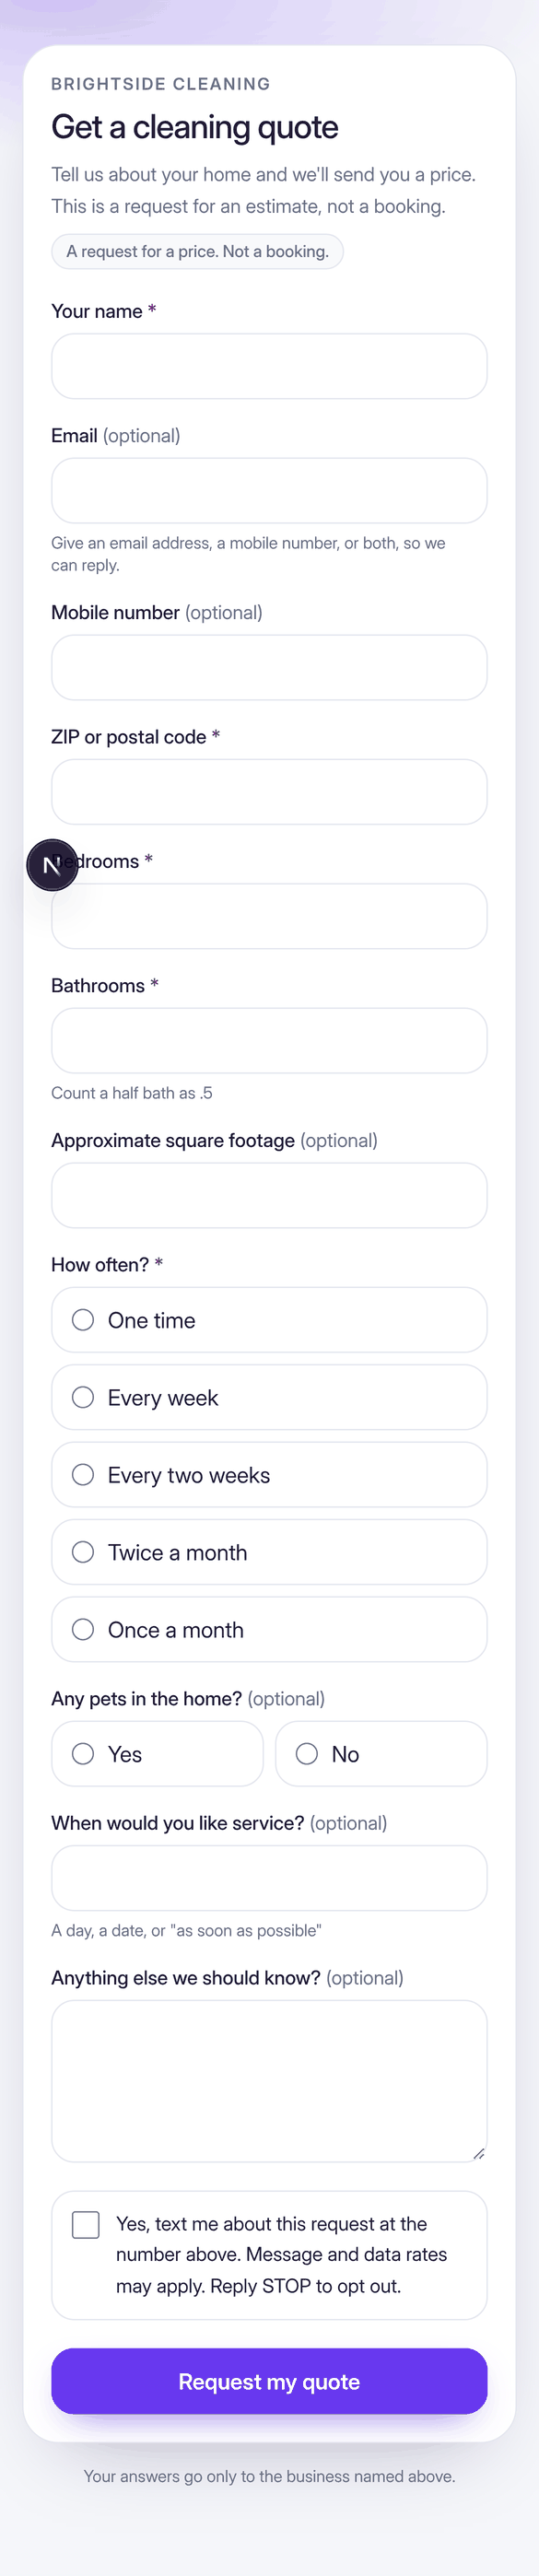 BRIGHTSIDE CLEANING
Get a cleaning quote
Tell us about your home and we'll send you a price.
This is a request for an estimate, not a booking.
A request for a price. Not a booking.
Your name *
Email (optional)
Give an email address, a mobile number, or both, so we
can reply.
Mobile number (optional)
ZIP or postal code *
N
Bedrooms *
Bathrooms *
Count a half bath as .5
Approximate square footage (optional)
How often? *
One time
Every week
Every two weeks
Twice a month
Once a month
Any pets in the home? (optional)
Yes
No
When would you like service? (optional)
A day, a date, or "as soon as possible"
Anything else we should know? (optional)
Yes, text me about this request at the
number above. Message and data rates
may apply. Reply STOP to opt out.
Request my quote
Your answers go only to the business named above.